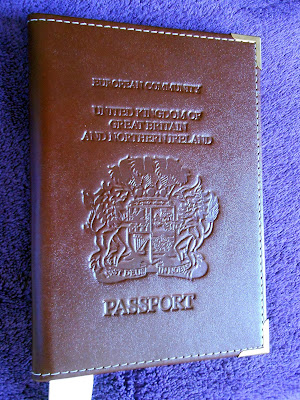 EUROPEAN COMMUNITY
UNITED KINGDOM OF
GREAT BRITAIN
AND NORTHERN IRELAND
PASSPORT